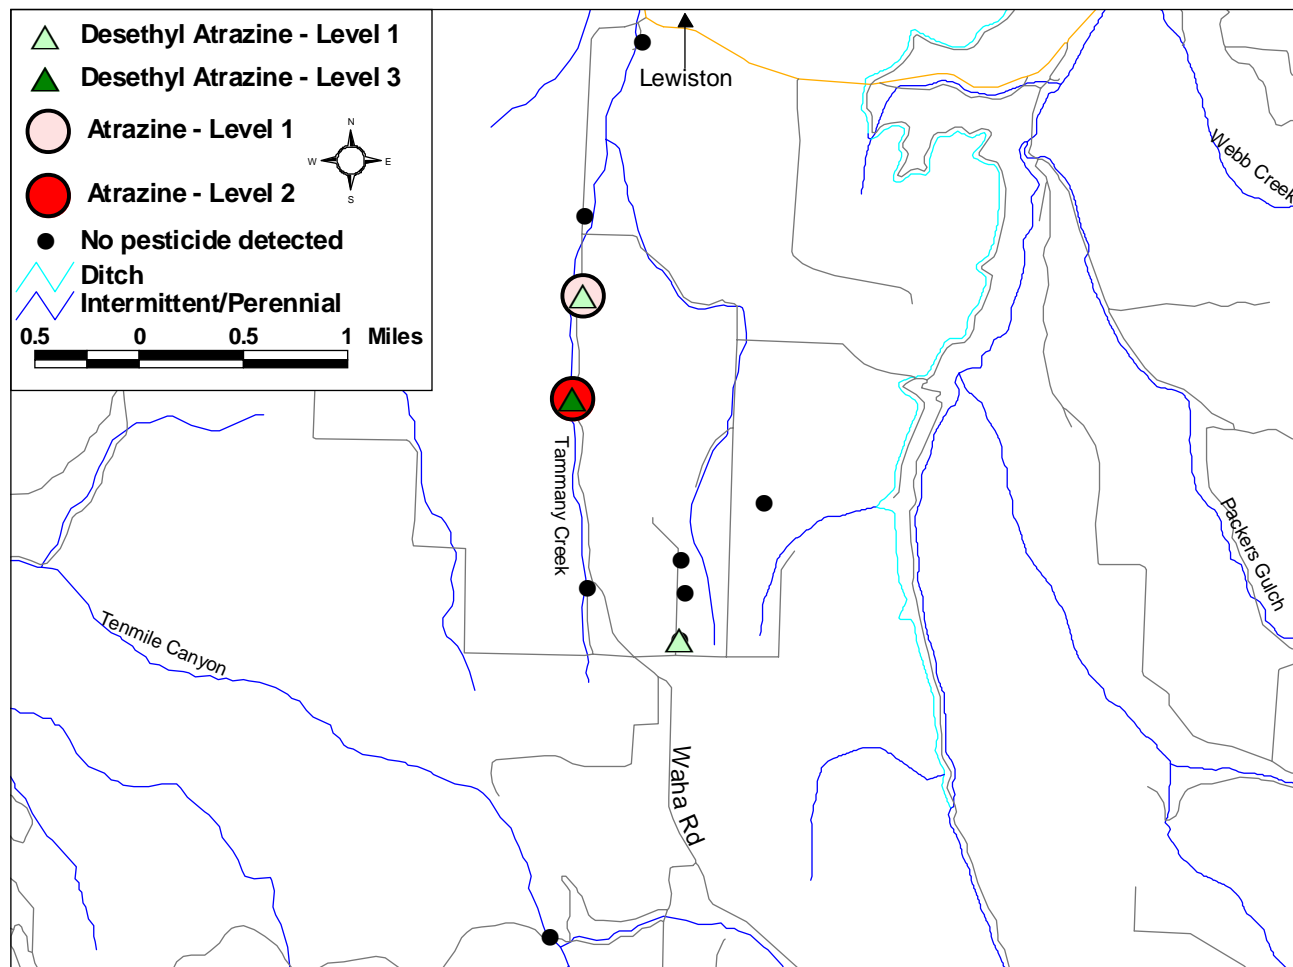 Desethyl Atrazine - Level 1
Desethyl Atrazine - Level 3
Atrazine - Level 1
Atrazine - Level 2
No pesticide detected
Ditch
Intermittent/Perennial
0.5 0 0.5 1 Miles
N
W E
S
Lewiston
Webb Creek
Tammany Creek
Packers Gulch
Tenmile Canyon
Waha Rd